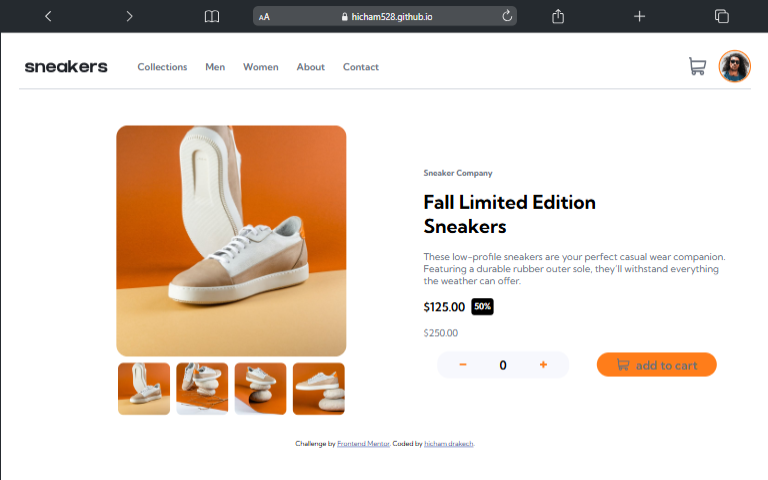 AA hicham528.github.io
sneakers Collections Men Women About Contact
Sneaker Company
Fall Limited Edition
Sneakers
These low-profile sneakers are your perfect casual wear companion.
Featuring a durable rubber outer sole, they'll withstand everything
the weather can offer.
$125.00 50%
$250.00
- 0 +
add to cart
Challenge by Frontend Mentor. Coded by hicham drakech.